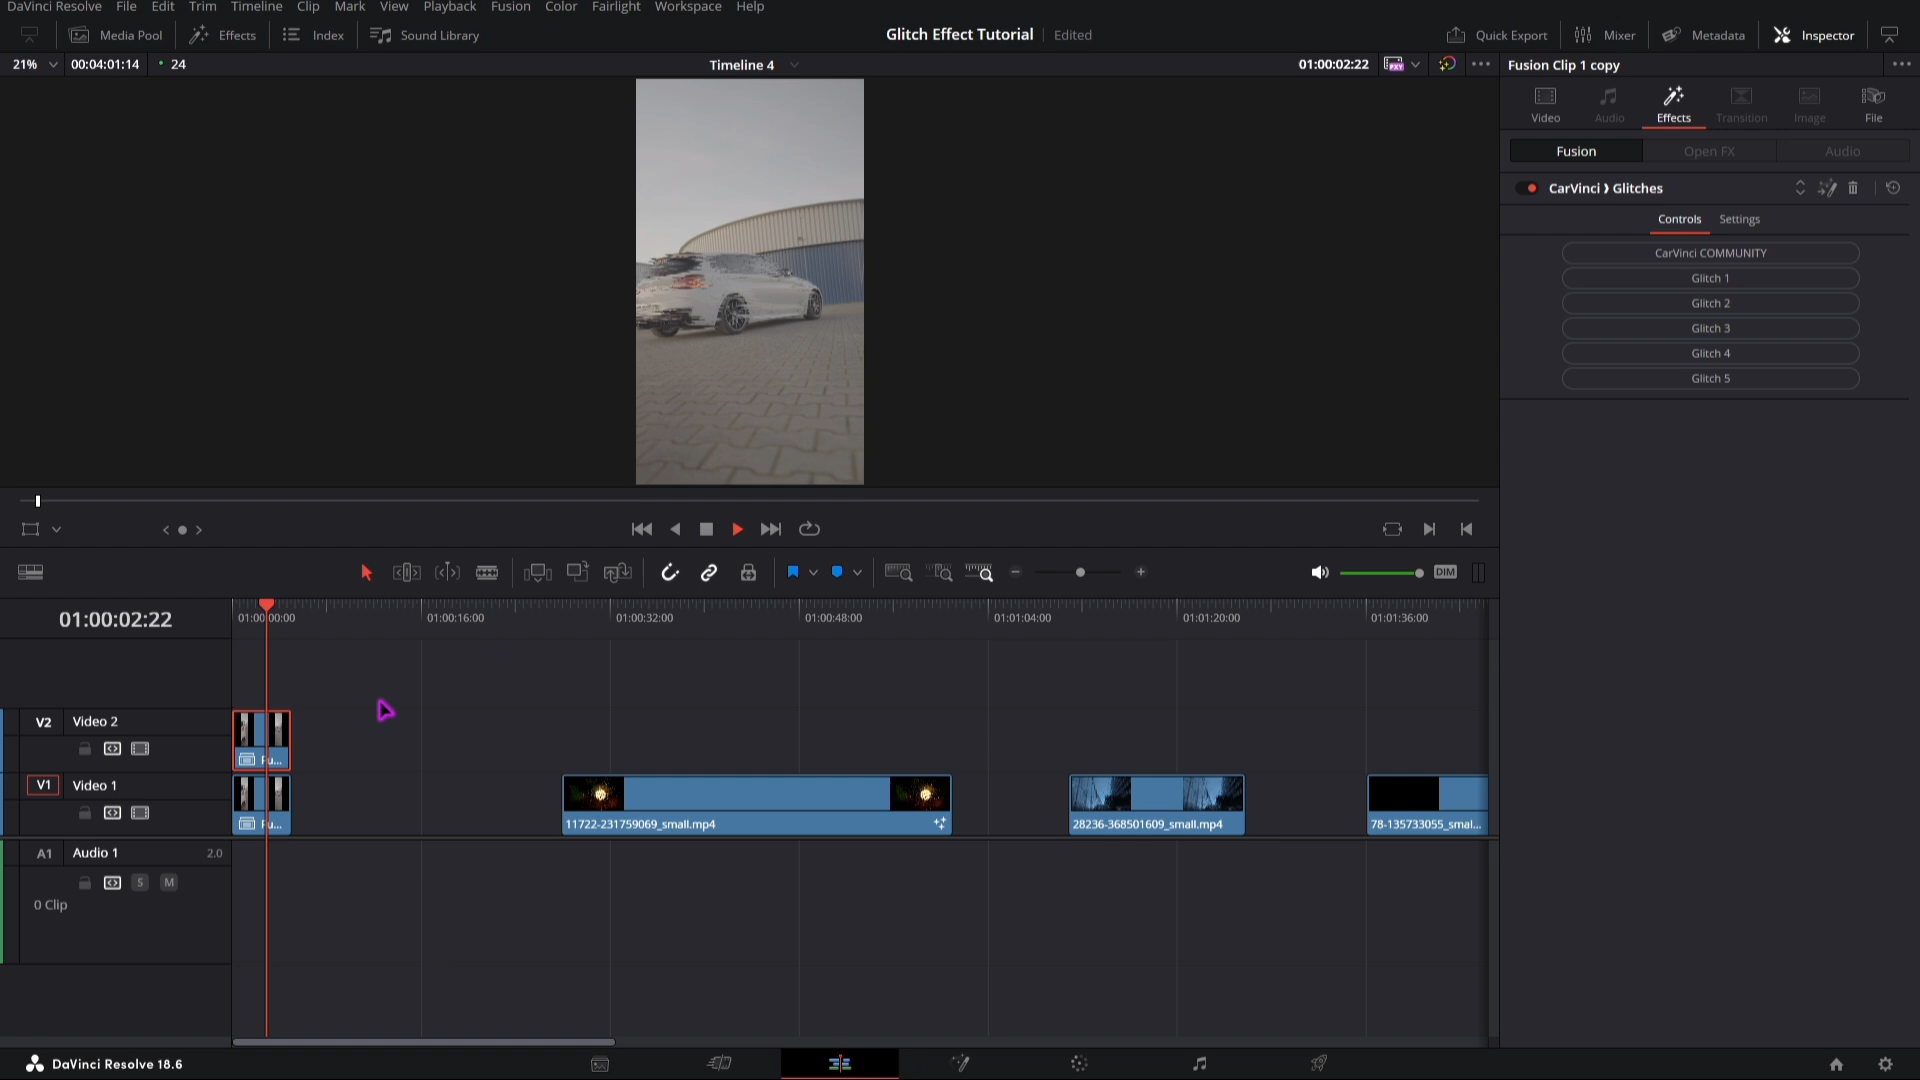 DaVinci Resolve File Edit Trim Timeline Clip Mark View Playback Fusion Color Fairlight Workspace Help
Media Pool Effects Index Sound Library Glitch Effect Tutorial Edited Quick Export Mixer Metadata Inspector
21% 00:04:01:14 24 Timeline 4 01:00:02:22 PXY Fusion Clip 1 copy
Video Audio Effects Transition Image File
Fusion Open FX Audio
CarVinci ❱ Glitches
Controls Settings
CarVinci COMMUNITY
Glitch 1
Glitch 2
Glitch 3
Glitch 4
Glitch 5
DIM
01:00:02:22 01:00:00:00 01:00:16:00 01:00:32:00 01:00:48:00 01:01:04:00 01:01:20:00 01:01:36:00
V2 Video 2
Fu...
V1 Video 1
Fu... 11722-231759069_small.mp4 28236-368501609_small.mp4 78-135733055_smal...
A1 Audio 1 2.0
S M
0 Clip
DaVinci Resolve 18.6